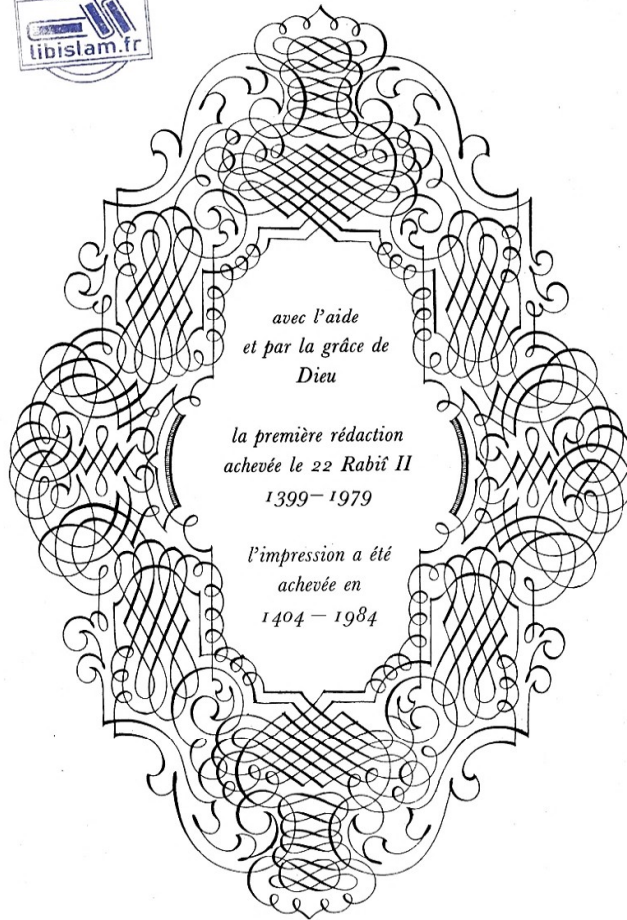 libislam.fr
avec l'aide
et par la grâce de
Dieu
la première rédaction
achevée le 22 Rabiî II
1399— 1979
l'impression a été
achevée en
1404 — 1984